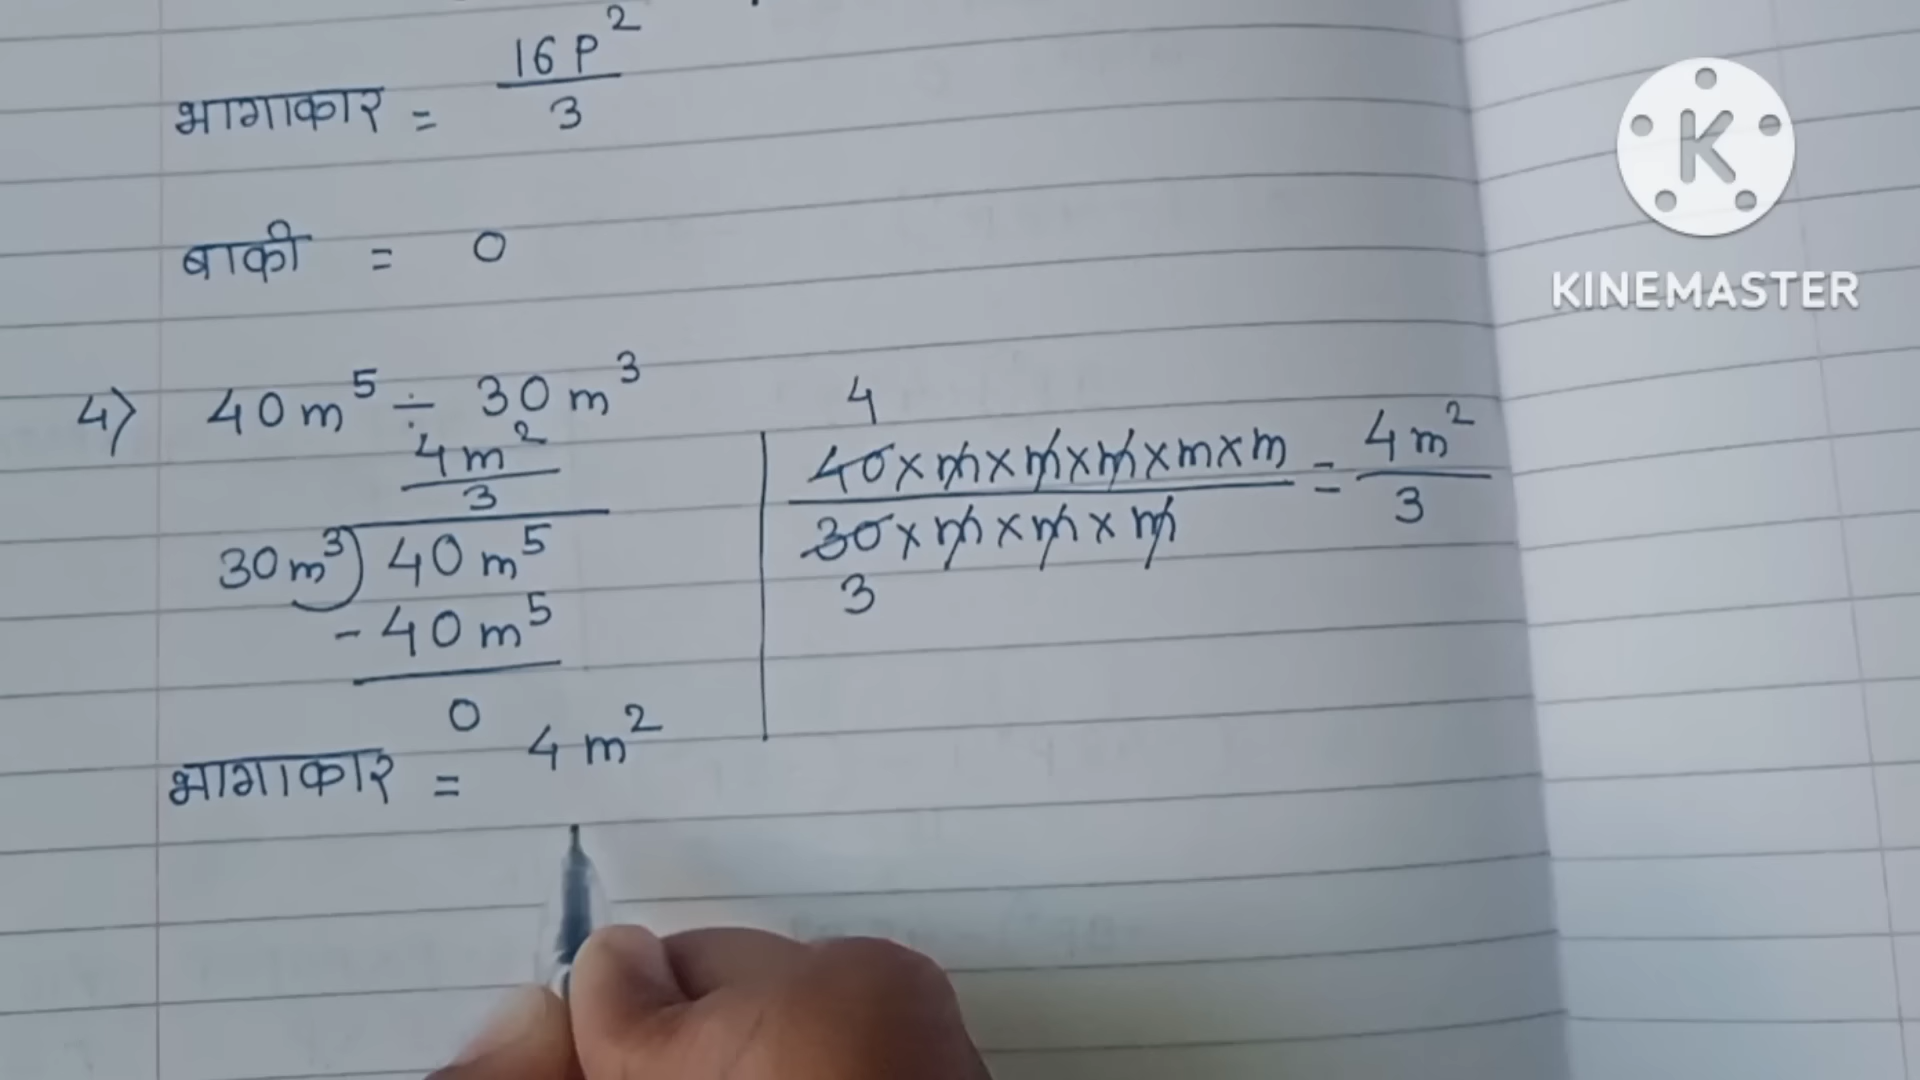 16P²
भागाकार = ―
3
बाकी = 0
K
KINEMASTER
4) 40m⁵ ÷ 30m³
4m²
―
3
30m³) 40m⁵
- 40m⁵
0
4
40×m×m×m×m×m = 4m²
30×m×m×m 3
3
भागाकार = 4m²